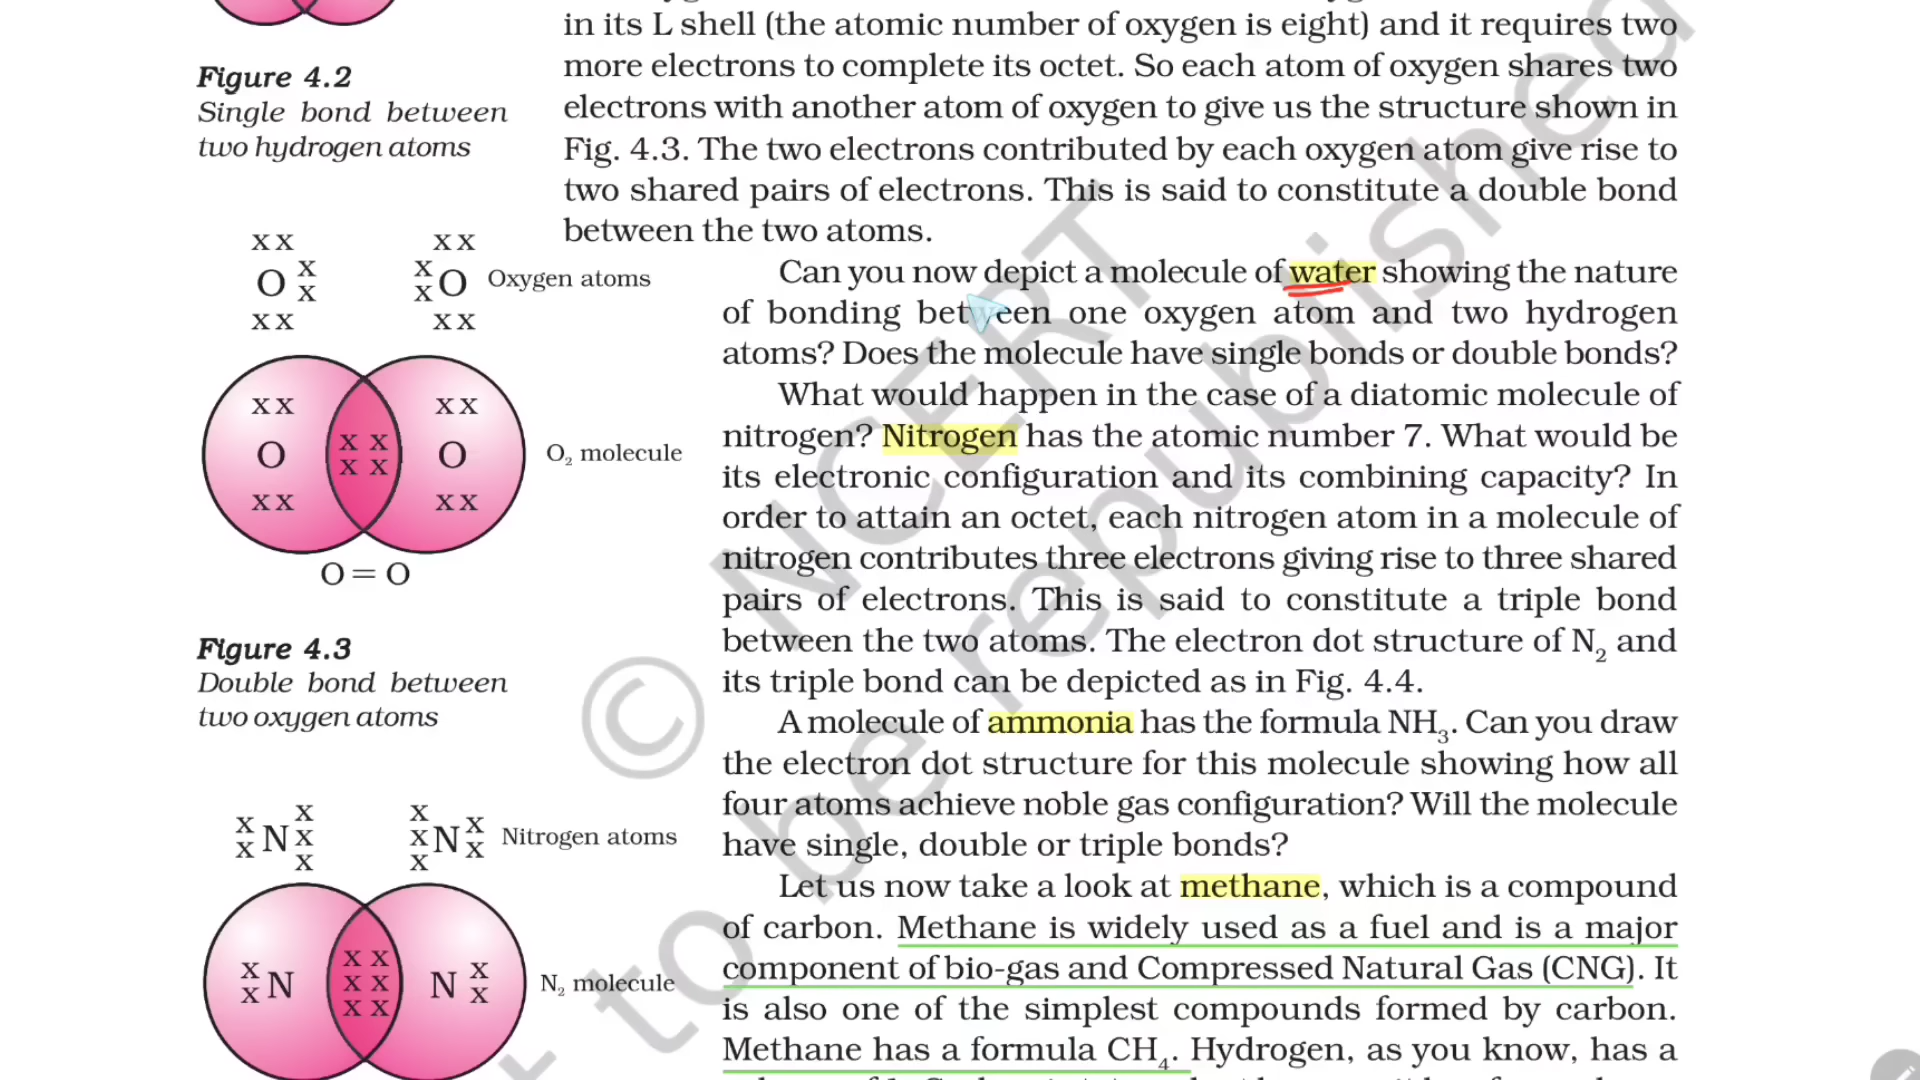 in its L shell (the atomic number of oxygen is eight) and it requires two
more electrons to complete its octet. So each atom of oxygen shares two
electrons with another atom of oxygen to give us the structure shown in
Fig. 4.3. The two electrons contributed by each oxygen atom give rise to
two shared pairs of electrons. This is said to constitute a double bond
between the two atoms.
Can you now depict a molecule of water showing the nature
of bonding between one oxygen atom and two hydrogen
atoms? Does the molecule have single bonds or double bonds?
What would happen in the case of a diatomic molecule of
nitrogen? Nitrogen has the atomic number 7. What would be
its electronic configuration and its combining capacity? In
order to attain an octet, each nitrogen atom in a molecule of
nitrogen contributes three electrons giving rise to three shared
pairs of electrons. This is said to constitute a triple bond
between the two atoms. The electron dot structure of N₂ and
its triple bond can be depicted as in Fig. 4.4.
A molecule of ammonia has the formula NH₃. Can you draw
the electron dot structure for this molecule showing how all
four atoms achieve noble gas configuration? Will the molecule
have single, double or triple bonds?
Let us now take a look at methane, which is a compound
of carbon. Methane is widely used as a fuel and is a major
component of bio-gas and Compressed Natural Gas (CNG). It
is also one of the simplest compounds formed by carbon.
Methane has a formula CH₄. Hydrogen, as you know, has a
Figure 4.2
Single bond between
two hydrogen atoms
x x x x
O x x x x O Oxygen atoms
x x x x
x x x x
O x x x x O O₂ molecule
x x x x
O = O
Figure 4.3
Double bond between
two oxygen atoms
x x N x x x x x x N x x Nitrogen atoms
x x N x x x x x x N x x N₂ molecule
© NCERT
not to be republished